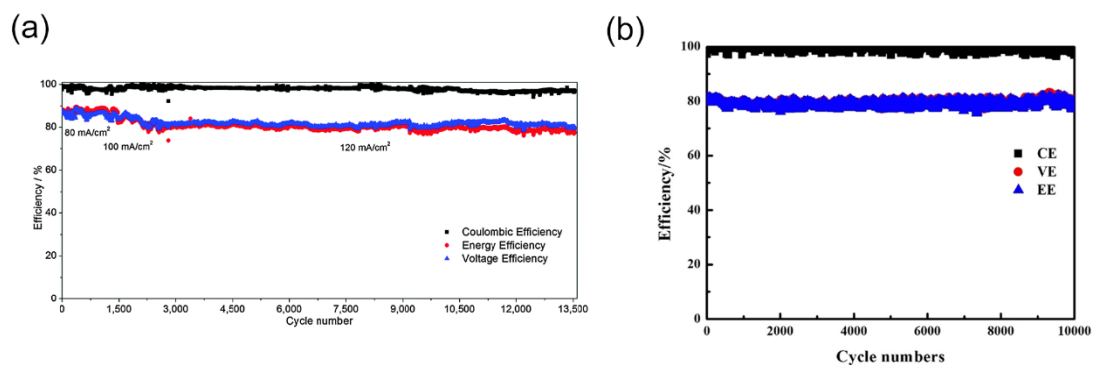 (a)
100
80
60
40
20
0
Efficiency / %
80 mA/cm²
100 mA/cm²
120 mA/cm²
Coulombic Efficiency
Energy Efficiency
Voltage Efficiency
0 1,500 3,000 4,500 6,000 7,500 9,000 10,500 12,000 13,500
Cycle number
(b)
100
80
60
40
20
0
Efficiency/%
CE
VE
EE
0 2000 4000 6000 8000 10000
Cycle numbers